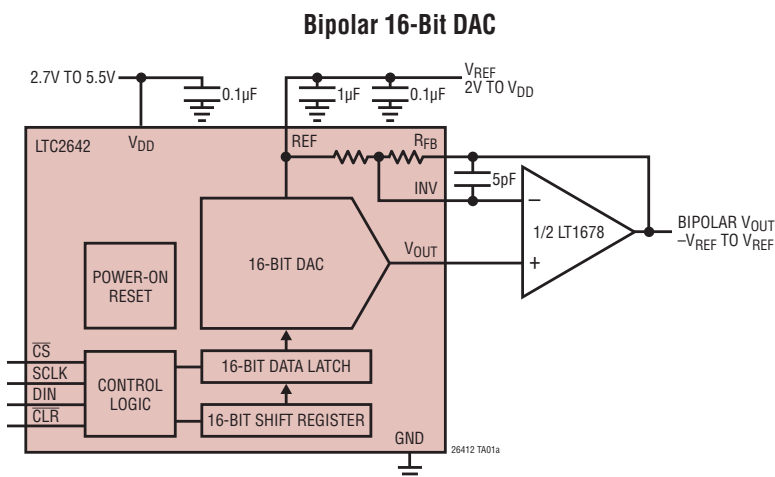 Bipolar 16-Bit DAC
2.7V TO 5.5V
0.1µF
1µF
0.1µF
VREF
2V TO VDD
LTC2642
VDD
REF
RFB
INV
5pF
16-BIT DAC
VOUT
–
+
1/2 LT1678
BIPOLAR VOUT
–VREF TO VREF
POWER-ON
RESET
C̅S̅
SCLK
DIN
C̅L̅R̅
CONTROL
LOGIC
16-BIT DATA LATCH
16-BIT SHIFT REGISTER
GND
26412 TA01a